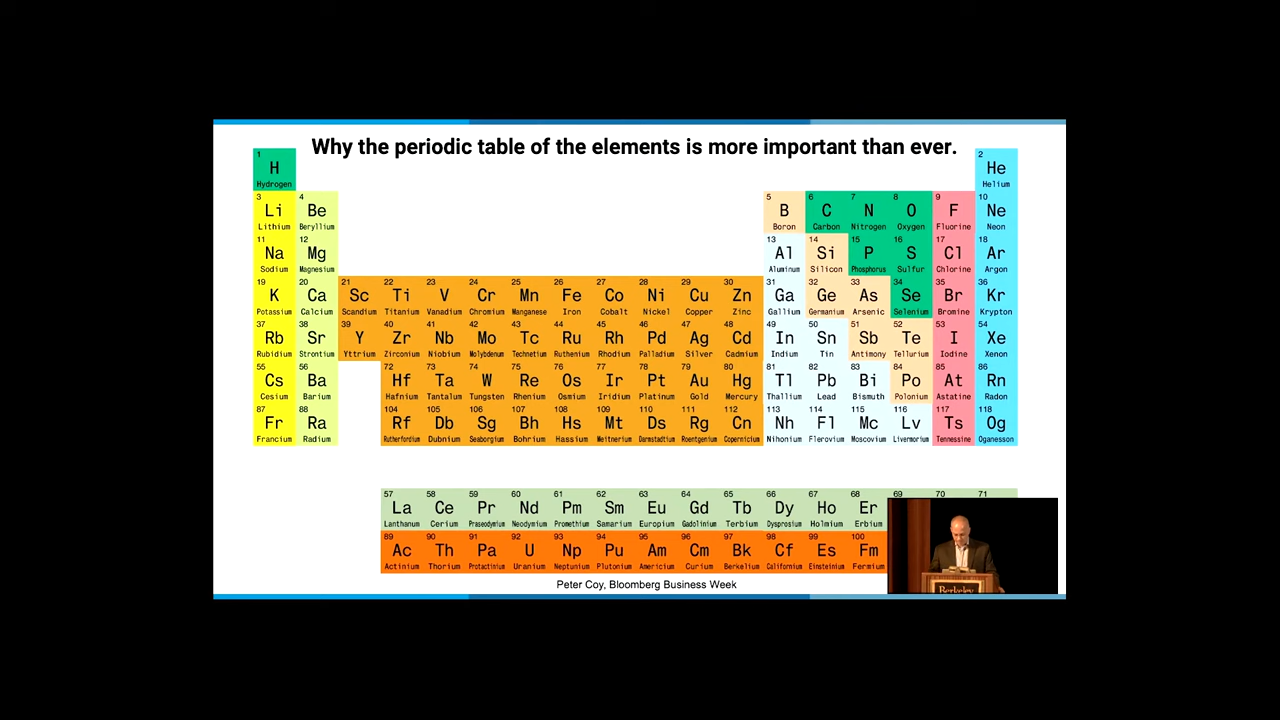 Why the periodic table of the elements is more important than ever.
1 2
H He
Hydrogen Helium
3 4 5 6 7 8 9 10
Li Be B C N O F Ne
Lithium Beryllium Boron Carbon Nitrogen Oxygen Fluorine Neon
11 12 13 14 15 16 17 18
Na Mg Al Si P S Cl Ar
Sodium Magnesium Aluminum Silicon Phosphorus Sulfur Chlorine Argon
19 20 21 22 23 24 25 26 27 28 29 30 31 32 33 34 35 36
K Ca Sc Ti V Cr Mn Fe Co Ni Cu Zn Ga Ge As Se Br Kr
Potassium Calcium Scandium Titanium Vanadium Chromium Manganese Iron Cobalt Nickel Copper Zinc Gallium Germanium Arsenic Selenium Bromine Krypton
37 38 39 40 41 42 43 44 45 46 47 48 49 50 51 52 53 54
Rb Sr Y Zr Nb Mo Tc Ru Rh Pd Ag Cd In Sn Sb Te I Xe
Rubidium Strontium Yttrium Zirconium Niobium Molybdenum Technetium Ruthenium Rhodium Palladium Silver Cadmium Indium Tin Antimony Tellurium Iodine Xenon
55 56 72 73 74 75 76 77 78 79 80 81 82 83 84 85 86
Cs Ba Hf Ta W Re Os Ir Pt Au Hg Tl Pb Bi Po At Rn
Cesium Barium Hafnium Tantalum Tungsten Rhenium Osmium Iridium Platinum Gold Mercury Thallium Lead Bismuth Polonium Astatine Radon
87 88 104 105 106 107 108 109 110 111 112 113 114 115 116 117 118
Fr Ra Rf Db Sg Bh Hs Mt Ds Rg Cn Nh Fl Mc Lv Ts Og
Francium Radium Rutherfordium Dubnium Seaborgium Bohrium Hassium Meitnerium Darmstadtium Roentgenium Copernicium Nihonium Flerovium Moscovium Livermorium Tennessine Oganesson
57 58 59 60 61 62 63 64 65 66 67 68 69 70 71
La Ce Pr Nd Pm Sm Eu Gd Tb Dy Ho Er
Lanthanum Cerium Praseodymium Neodymium Promethium Samarium Europium Gadolinium Terbium Dysprosium Holmium Erbium
89 90 91 92 93 94 95 96 97 98 99 100
Ac Th Pa U Np Pu Am Cm Bk Cf Es Fm
Actinium Thorium Protactinium Uranium Neptunium Plutonium Americium Curium Berkelium Californium Einsteinium Fermium
Peter Coy, Bloomberg Business Week
Berkeley